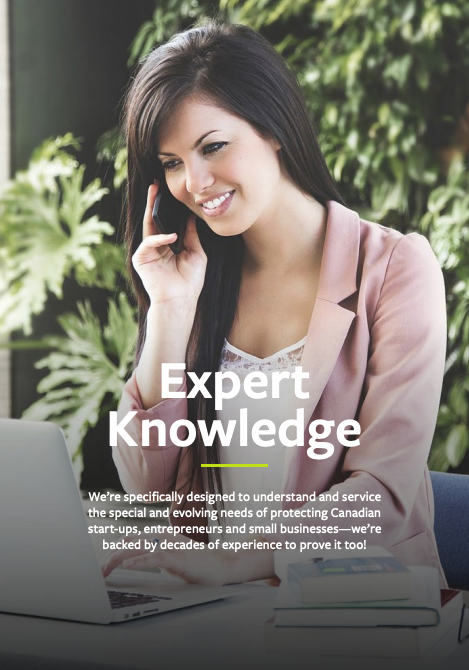 Expert
Knowledge
We're specifically designed to understand and service
the special and evolving needs of protecting Canadian
start-ups, entrepreneurs and small businesses—we're
backed by decades of experience to prove it too!